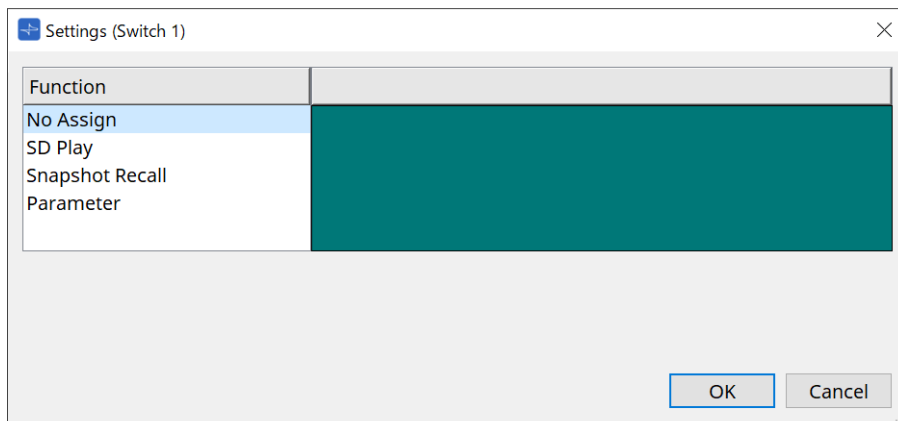 Settings (Switch 1)
Function
No Assign
SD Play
Snapshot Recall
Parameter
OK
Cancel